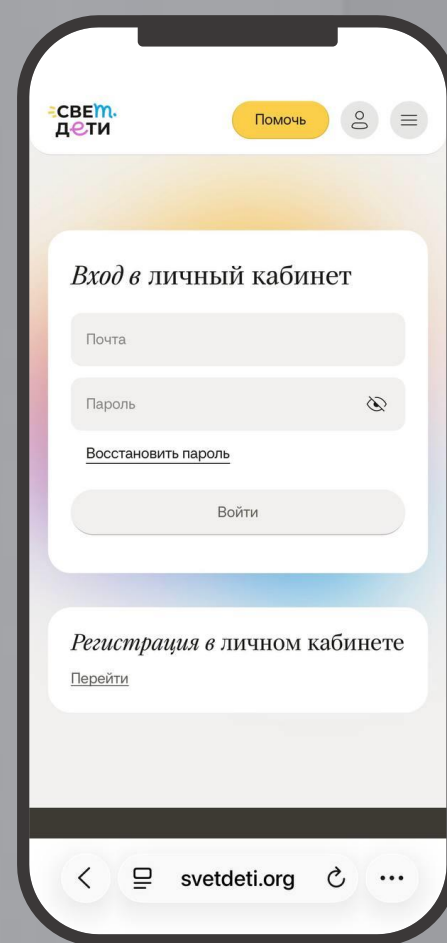 СВЕТ.
ДЕТИ
Помочь
Вход в личный кабинет
Почта
Пароль
Восстановить пароль
Войти
Регистрация в личном кабинете
Перейти
svetdeti.org